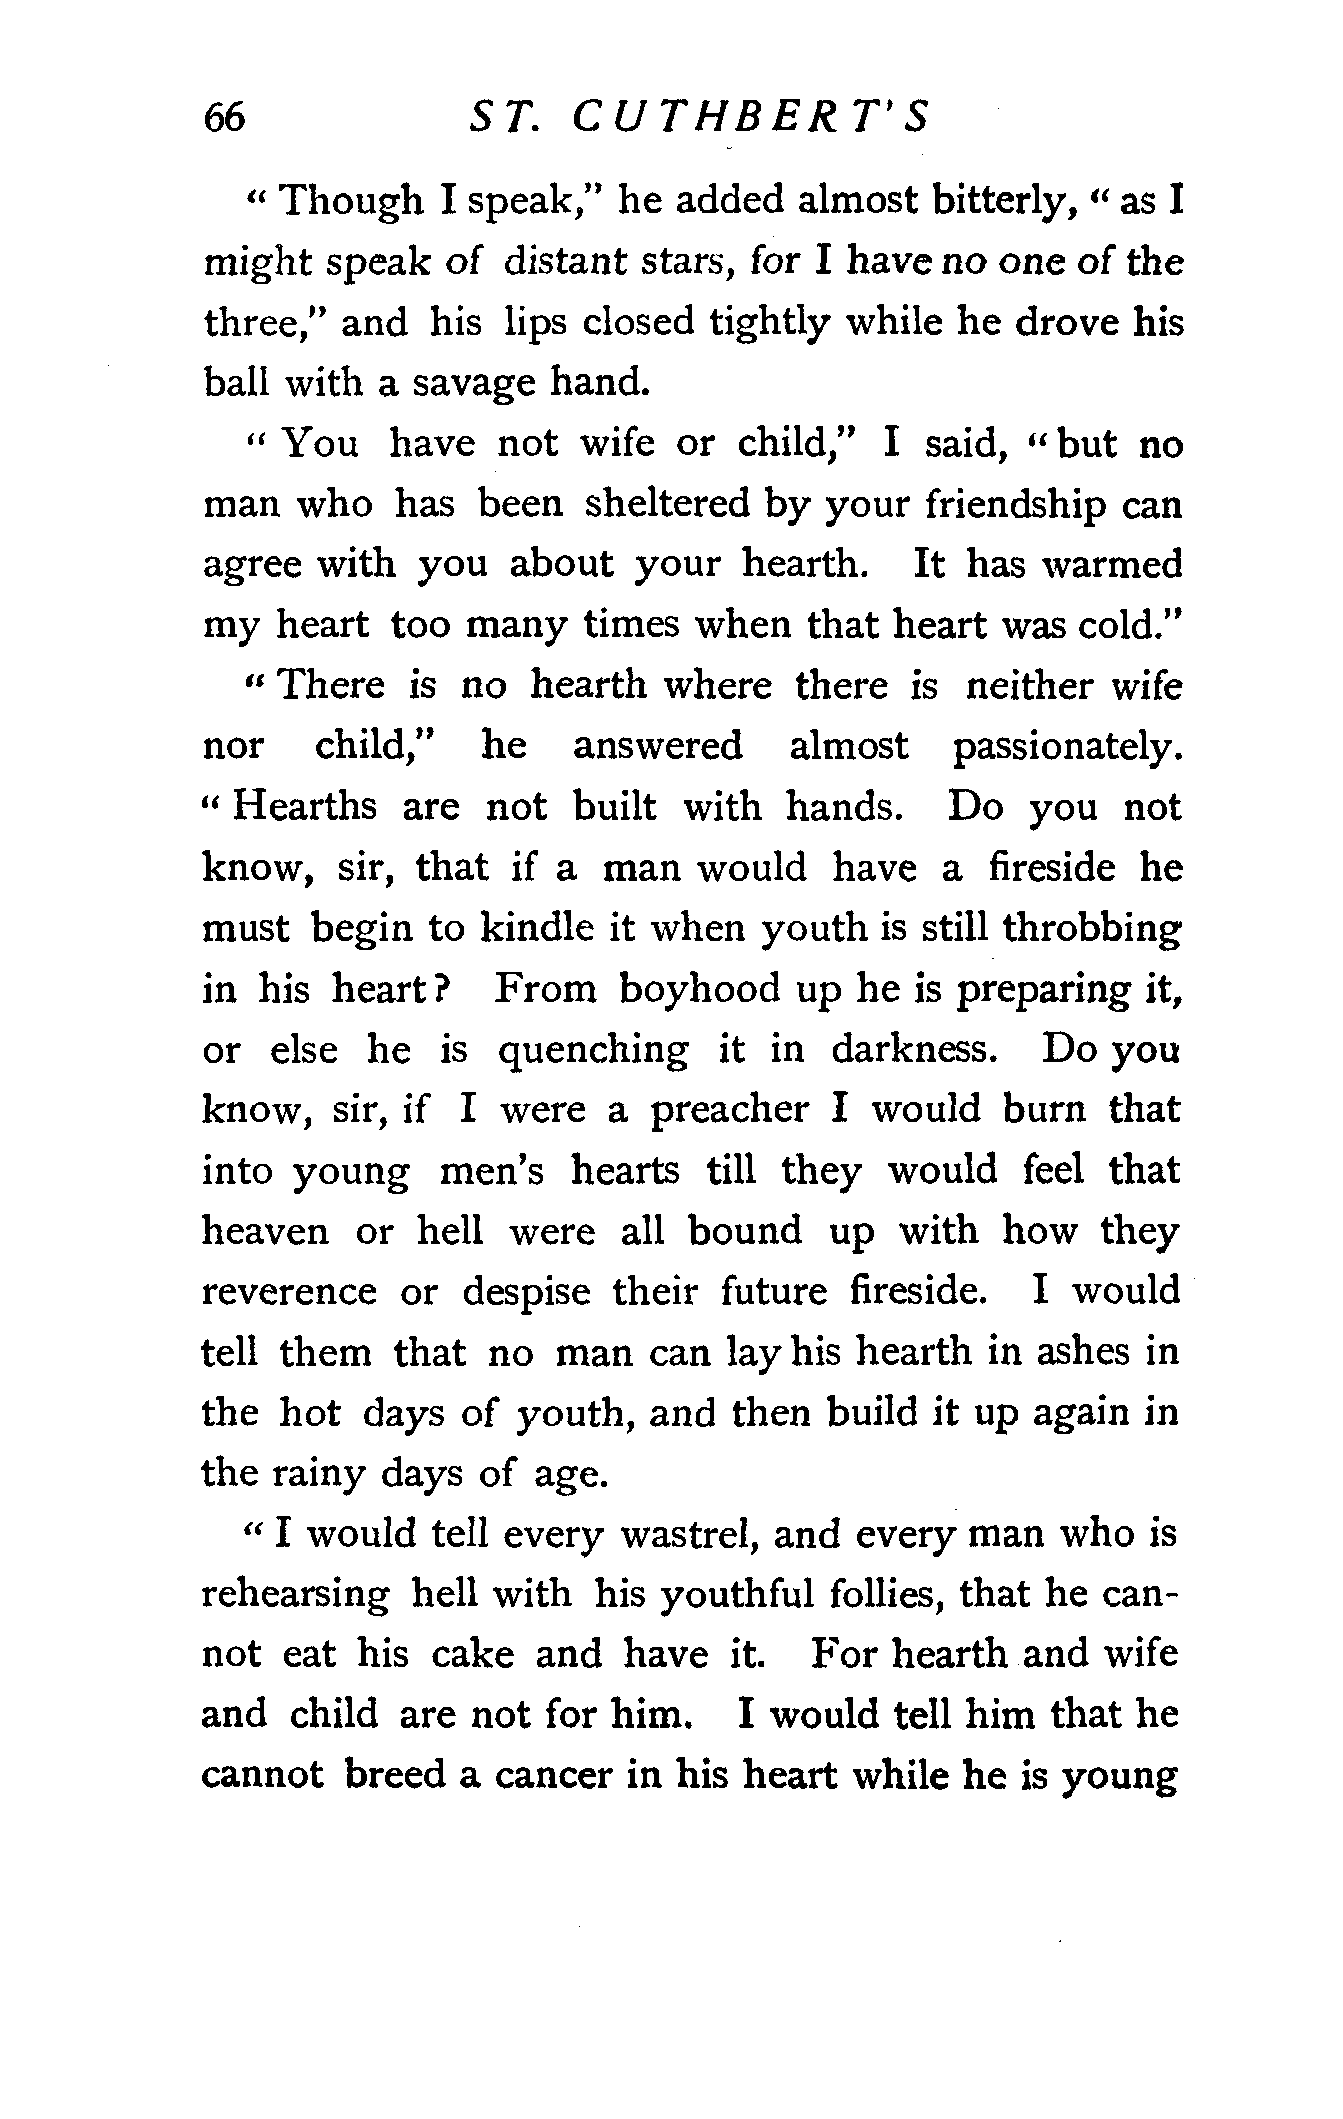 66 ST. CUTHBERT'S
“ Though I speak,” he added almost bitterly, “ as I
might speak of distant stars, for I have no one of the
three,” and his lips closed tightly while he drove his
ball with a savage hand.
“ You have not wife or child,” I said, “ but no
man who has been sheltered by your friendship can
agree with you about your hearth. It has warmed
my heart too many times when that heart was cold.”
“ There is no hearth where there is neither wife
nor child,” he answered almost passionately.
“ Hearths are not built with hands. Do you not
know, sir, that if a man would have a fireside he
must begin to kindle it when youth is still throbbing
in his heart? From boyhood up he is preparing it,
or else he is quenching it in darkness. Do you
know, sir, if I were a preacher I would burn that
into young men's hearts till they would feel that
heaven or hell were all bound up with how they
reverence or despise their future fireside. I would
tell them that no man can lay his hearth in ashes in
the hot days of youth, and then build it up again in
the rainy days of age.
“ I would tell every wastrel, and every man who is
rehearsing hell with his youthful follies, that he can-
not eat his cake and have it. For hearth and wife
and child are not for him. I would tell him that he
cannot breed a cancer in his heart while he is young